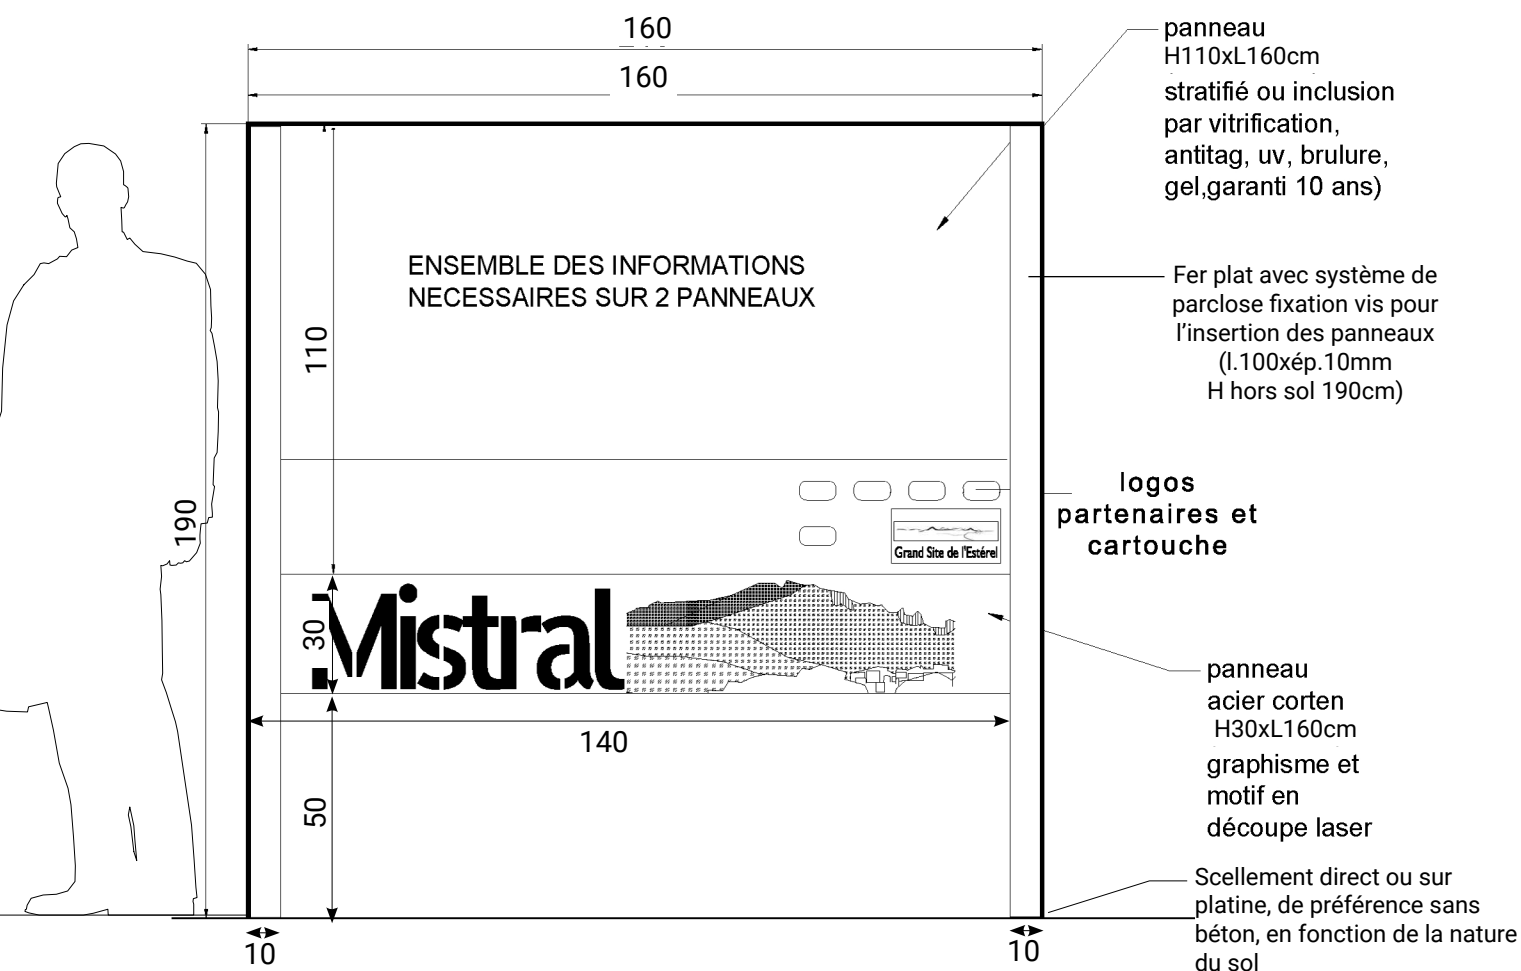 160
160
panneau
H110xL160cm
stratifié ou inclusion
par vitrification,
antitag, uv, brulure,
gel,garanti 10 ans)
ENSEMBLE DES INFORMATIONS
NECESSAIRES SUR 2 PANNEAUX
Fer plat avec système de
parclose fixation vis pour
l'insertion des panneaux
(l.100xép.10mm
H hors sol 190cm)
110
190
logos
partenaires et
cartouche
Grand Site de l'Estérel
30
Mistral
panneau
acier corten
H30xL160cm
graphisme et
motif en
découpe laser
140
50
Scellement direct ou sur
platine, de préférence sans
béton, en fonction de la nature
du sol
10
10